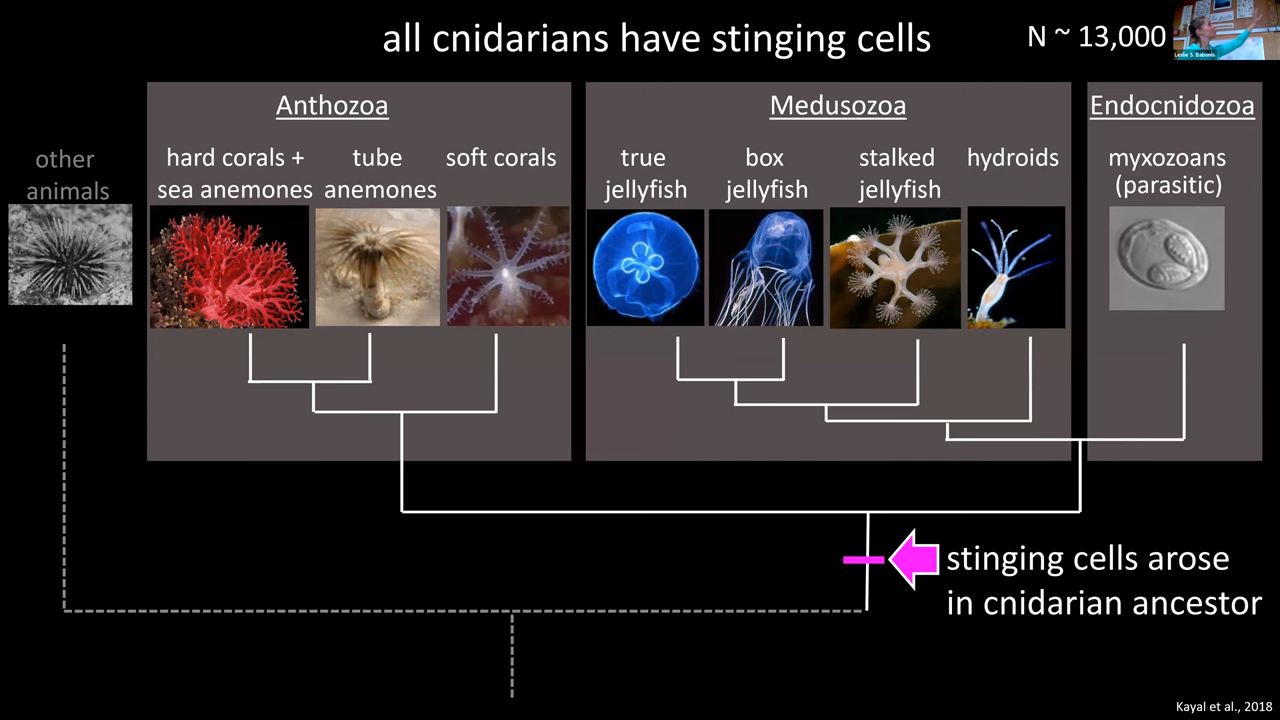 all cnidarians have stinging cells
N ~ 13,000
Leslie S. Babonis
Anthozoa
Medusozoa
Endocnidozoa
other
animals
hard corals +
sea anemones
tube
anemones
soft corals
true
jellyfish
box
jellyfish
stalked
jellyfish
hydroids
myxozoans
(parasitic)
stinging cells arose
in cnidarian ancestor
Kayal et al., 2018